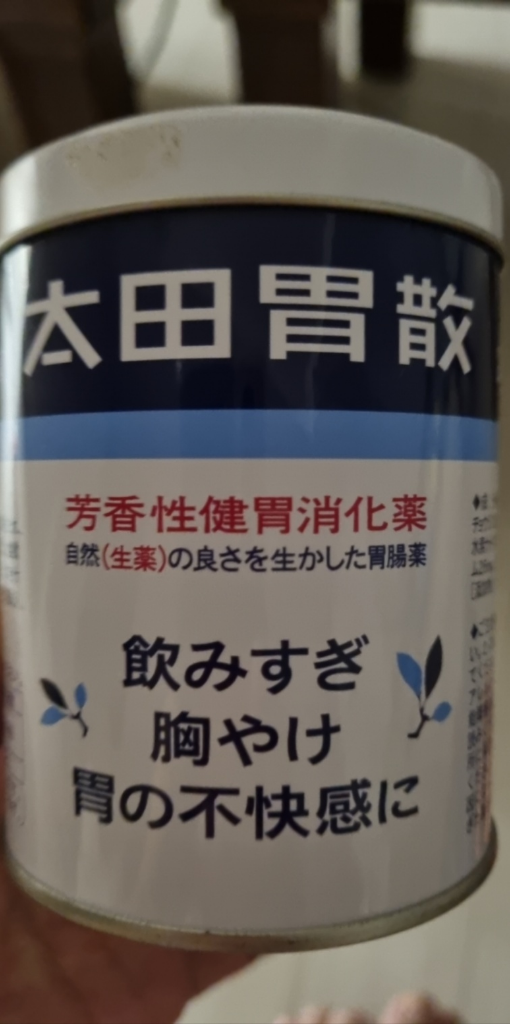 太田胃散
芳香性健胃消化薬
自然(生薬)の良さを生かした胃腸薬
飲みすぎ
胸やけ
胃の不快感に